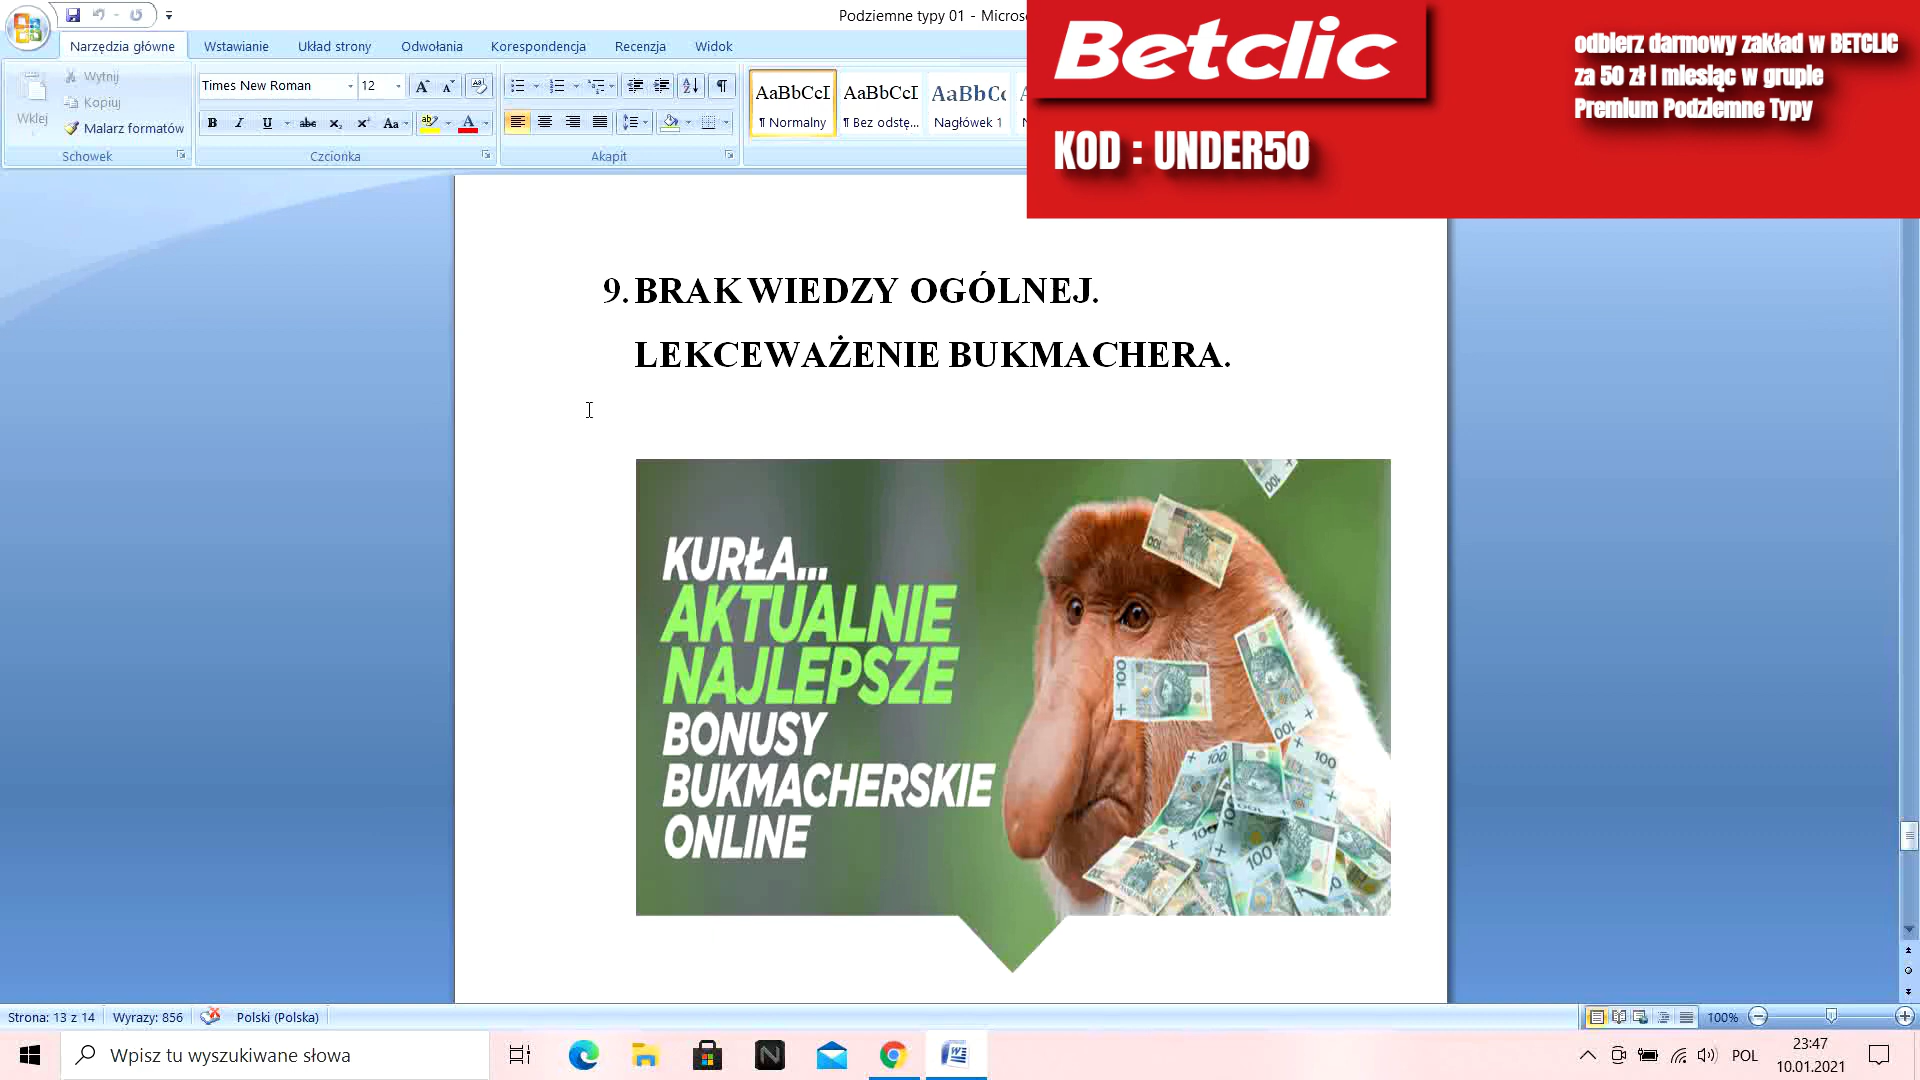 Podziemne typy 01 - Micros
Narzędzia główne
Wstawianie
Układ strony
Odwołania
Korespondencja
Recenzja
Widok
Wklej
Wytnij
Kopiuj
Malarz formatów
Schowek
Times New Roman
12
Czcionka
Akapit
AaBbCcI
¶ Normalny
AaBbCcI
¶ Bez odstę...
AaBbC
Nagłówek 1
Betclic
KOD : UNDER50
odbierz darmowy zakład w BETCLIC
za 50 zł i miesiąc w grupie
Premium Podziemne Typy
9. BRAK WIEDZY OGÓLNEJ.
LEKCEWAŻENIE BUKMACHERA.
KURŁA...
AKTUALNIE
NAJLEPSZE
BONUSY
BUKMACHERSKIE
ONLINE
Strona: 13 z 14
Wyrazy: 856
Polski (Polska)
100%
Wpisz tu wyszukiwane słowa
POL
23:47
10.01.2021